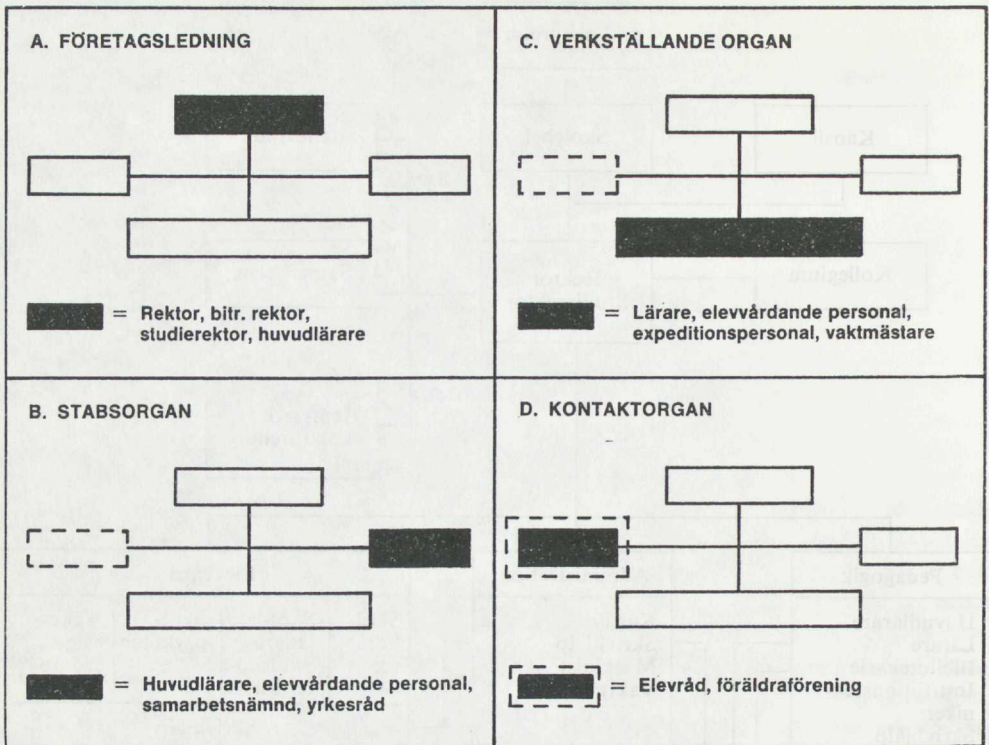 A. FÖRETAGSLEDNING
= Rektor, bitr. rektor,
studierektor, huvudlärare
C. VERKSTÄLLANDE ORGAN
= Lärare, elevvårdande personal,
expeditionspersonal, vaktmästare
B. STABSORGAN
= Huvudlärare, elevvårdande personal,
samarbetsnämnd, yrkesråd
D. KONTAKTORGAN
= Elevråd, föräldraförening